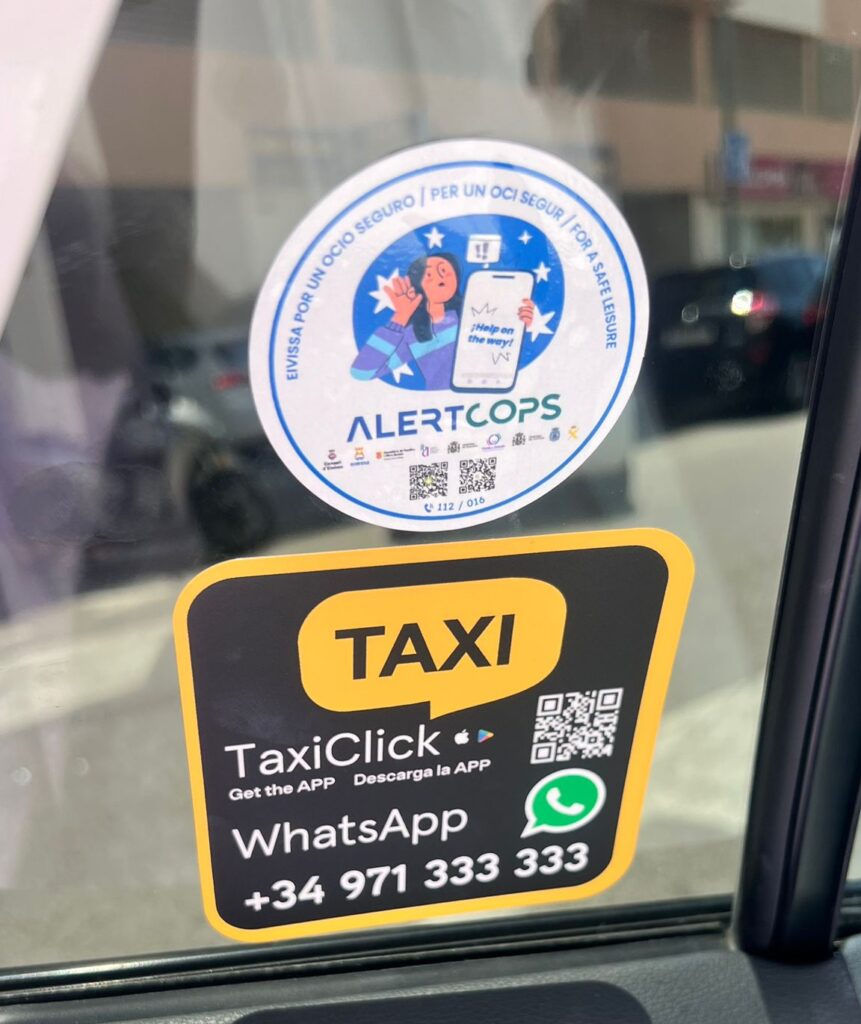 EIVISSA POR UN OCIO SEGURO / PER UN OCI SEGUR / FOR A SAFE LEISURE
!!
¡Help on
the way!
ALERTCOPS
112 / 016
TAXI
TaxiClick
Get the APP Descarga la APP
WhatsApp
+34 971 333 333